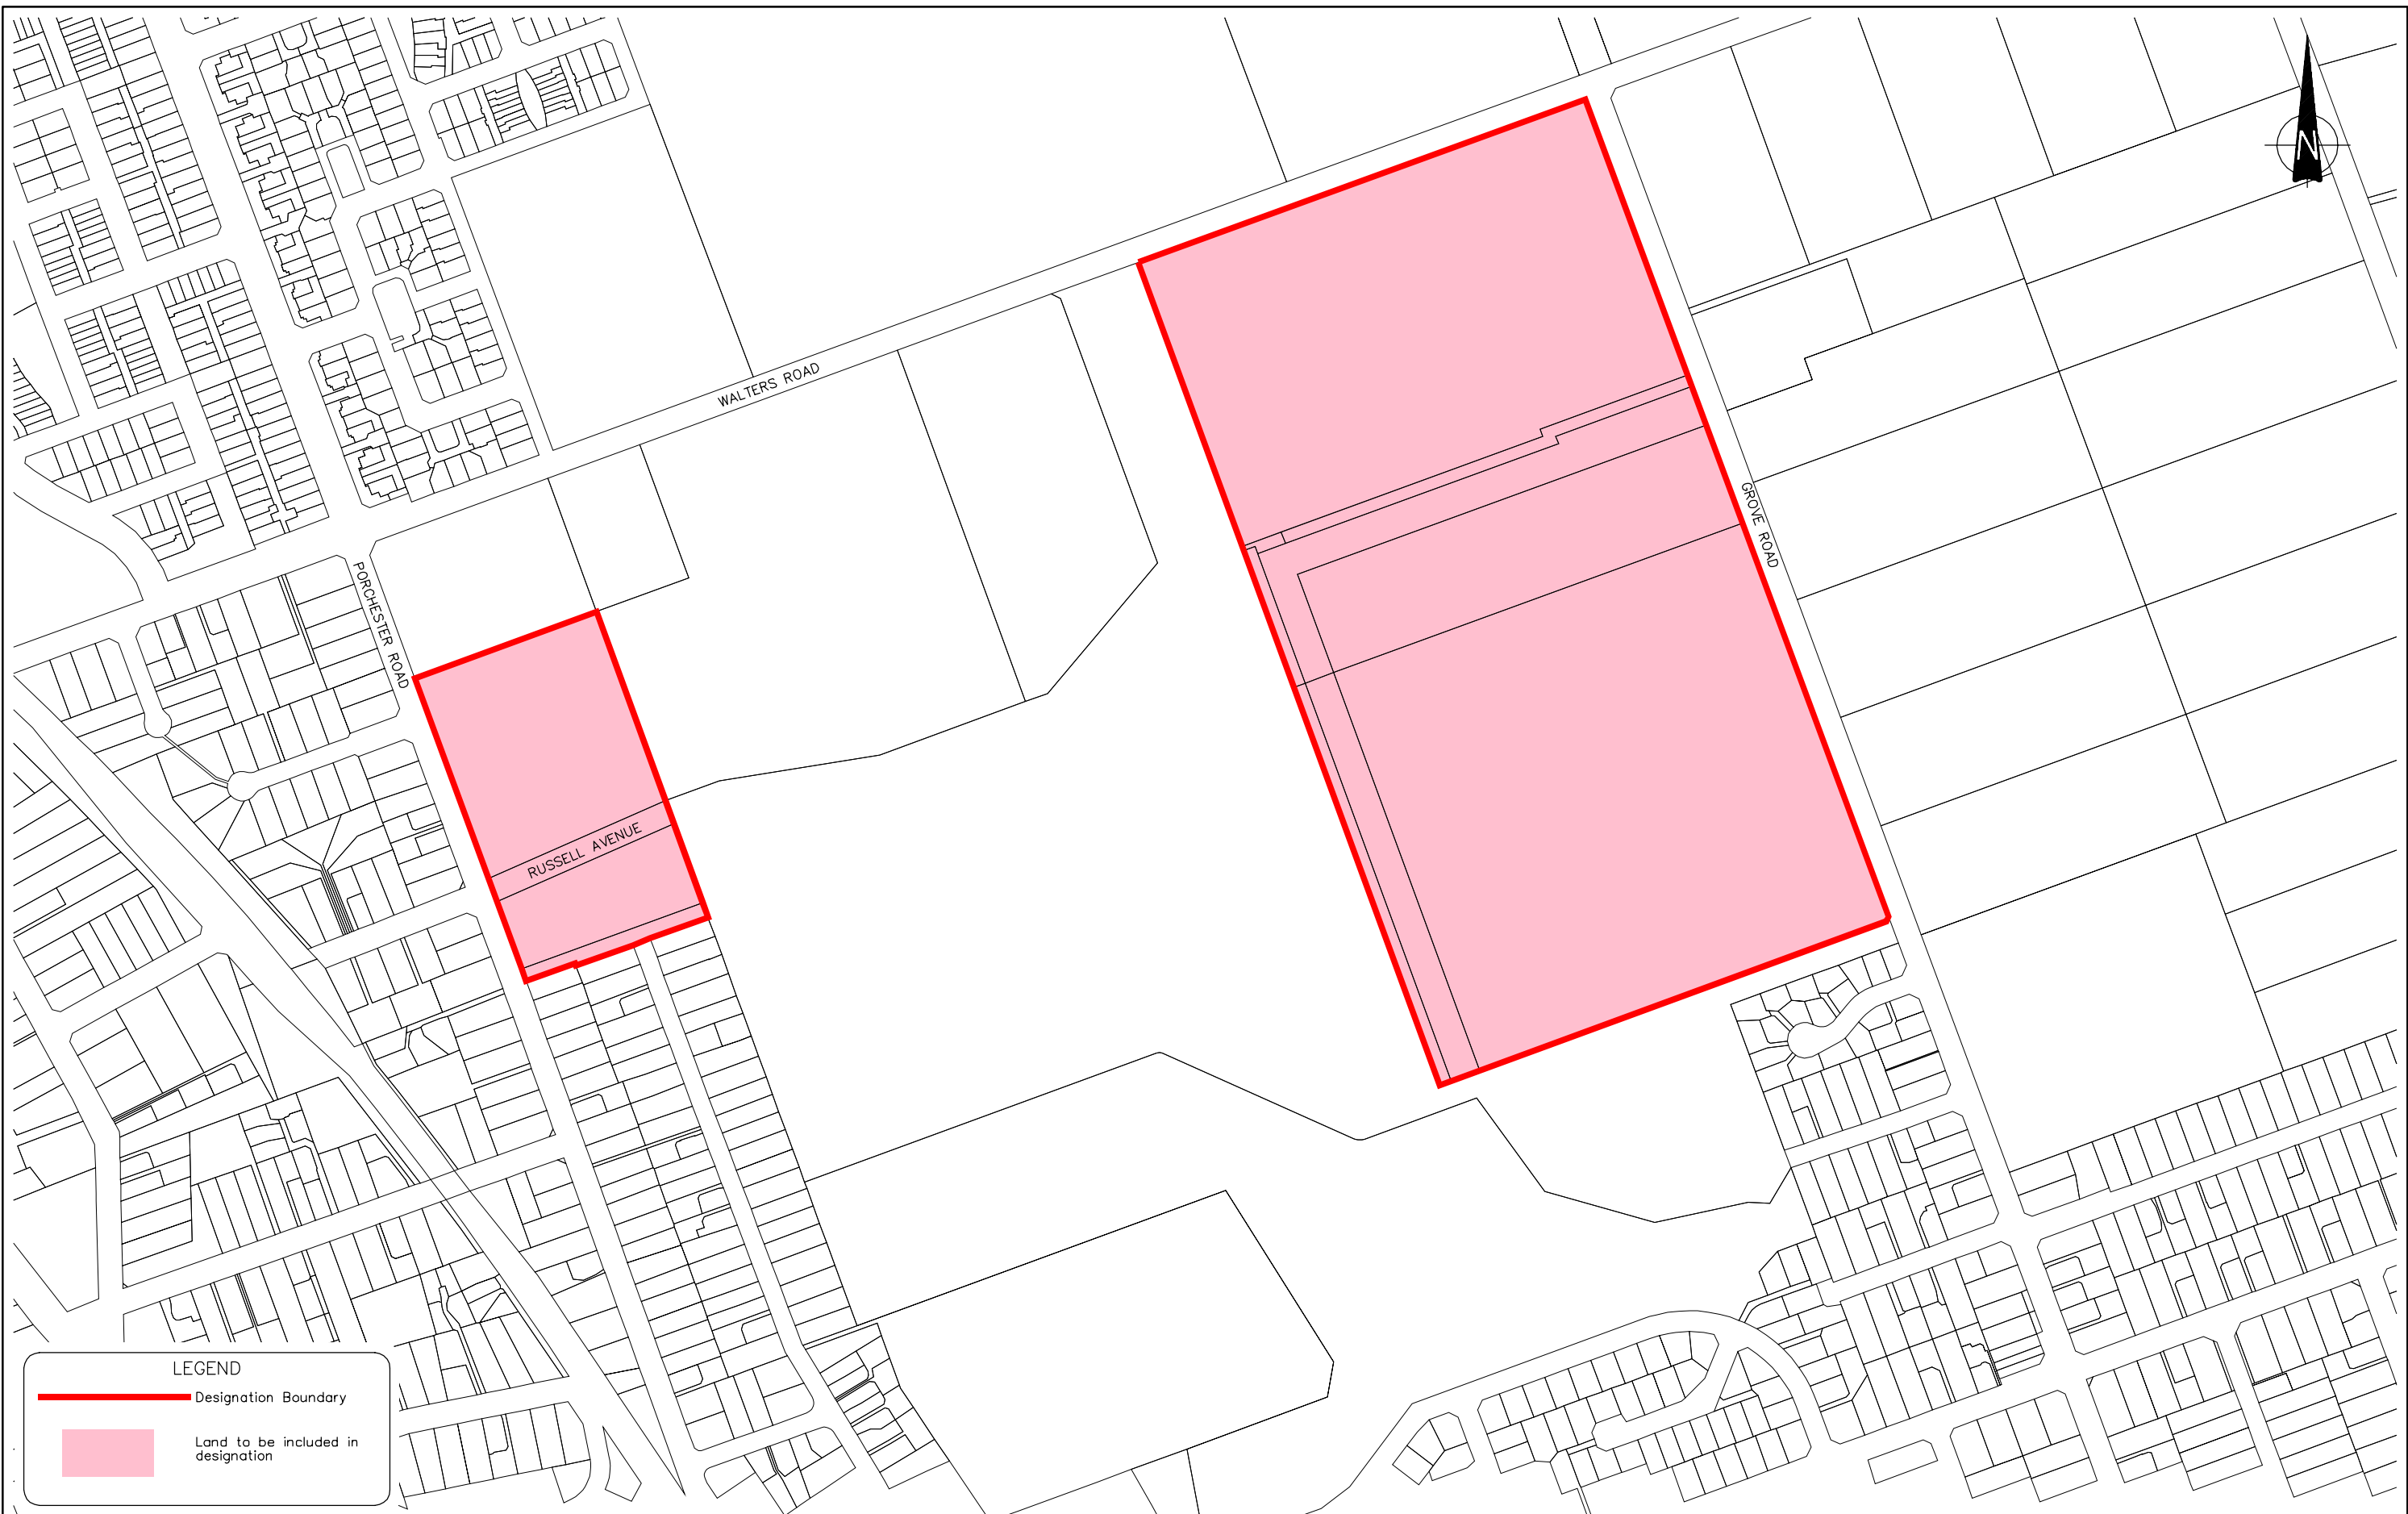 N
WALTERS ROAD
GROVE ROAD
PORCHESTER ROAD
RUSSELL AVENUE
LEGEND
Designation Boundary
Land to be included in
designation